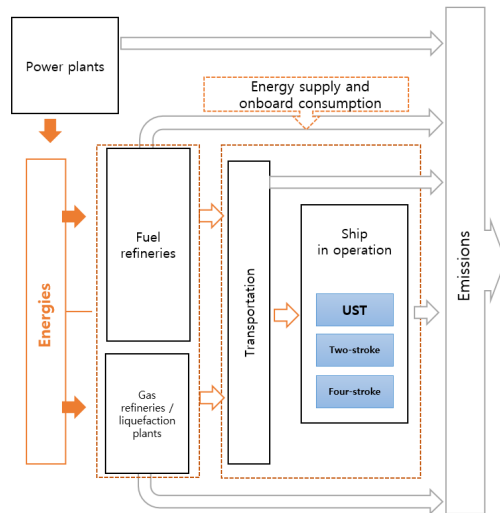 Power plants
Energy supply and
onboard consumption
Energies
Fuel
refineries
Gas
refineries /
liquefaction
plants
Transportation
Ship
in operation
UST
Two-stroke
Four-stroke
Emissions